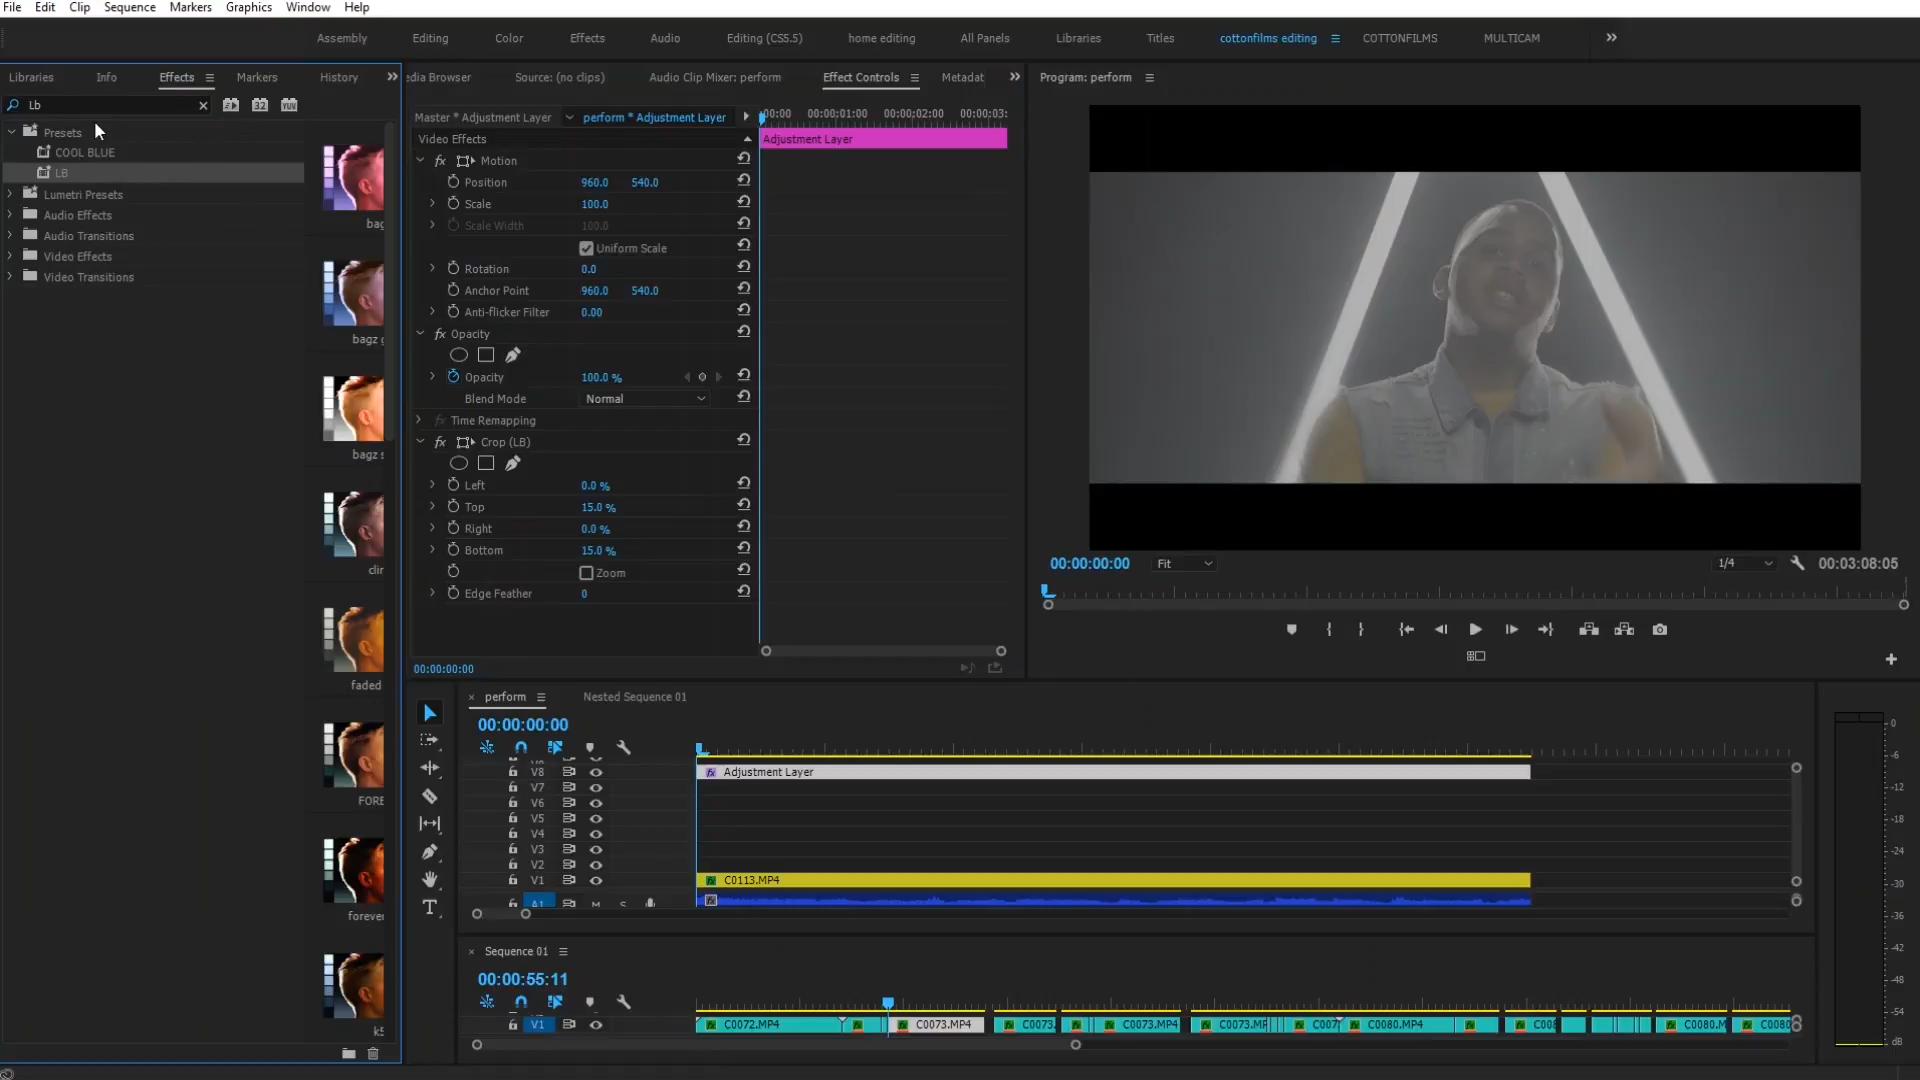 File Edit Clip Sequence Markers Graphics Window Help
Assembly Editing Color Effects Audio Editing (CS5.5) home editing All Panels Libraries Titles cottonfilms editing COTTONFILMS MULTICAM
Libraries Info Effects Markers History
Lb
Presets
COOL BLUE
LB
Lumetri Presets
Audio Effects
Audio Transitions
Video Effects
Video Transitions
bag
bagz g
bagz s
clin
faded
FORE
forever
k5
edia Browser Source: (no clips) Audio Clip Mixer: perform Effect Controls Metadat
Master * Adjustment Layer perform * Adjustment Layer
:00:00 00:00:01:00 00:00:02:00 00:00:03:
Video Effects
Adjustment Layer
fx Motion
Position 960.0 540.0
Scale 100.0
Scale Width 100.0
Uniform Scale
Rotation 0.0
Anchor Point 960.0 540.0
Anti-flicker Filter 0.00
fx Opacity
Opacity 100.0 %
Blend Mode Normal
fx Time Remapping
fx Crop (LB)
Left 0.0 %
Top 15.0 %
Right 0.0 %
Bottom 15.0 %
Zoom
Edge Feather 0
00:00:00:00
Program: perform
00:00:00:00 Fit 1/4 00:03:08:05
perform Nested Sequence 01
00:00:00:00
V8 fx Adjustment Layer
V7
V6
V5
V4
V3
V2
V1 fx C0113.MP4
A1 M S fx
Sequence 01
00:00:55:11
V1 C0072.MP4 C0073.MP4 C0073. C0073.MP4 C0073.MP C007 C0080.MP4 C008 C0080.M C0080
0
-6
-12
-18
-24
-30
-36
-42
-48
-54
dB